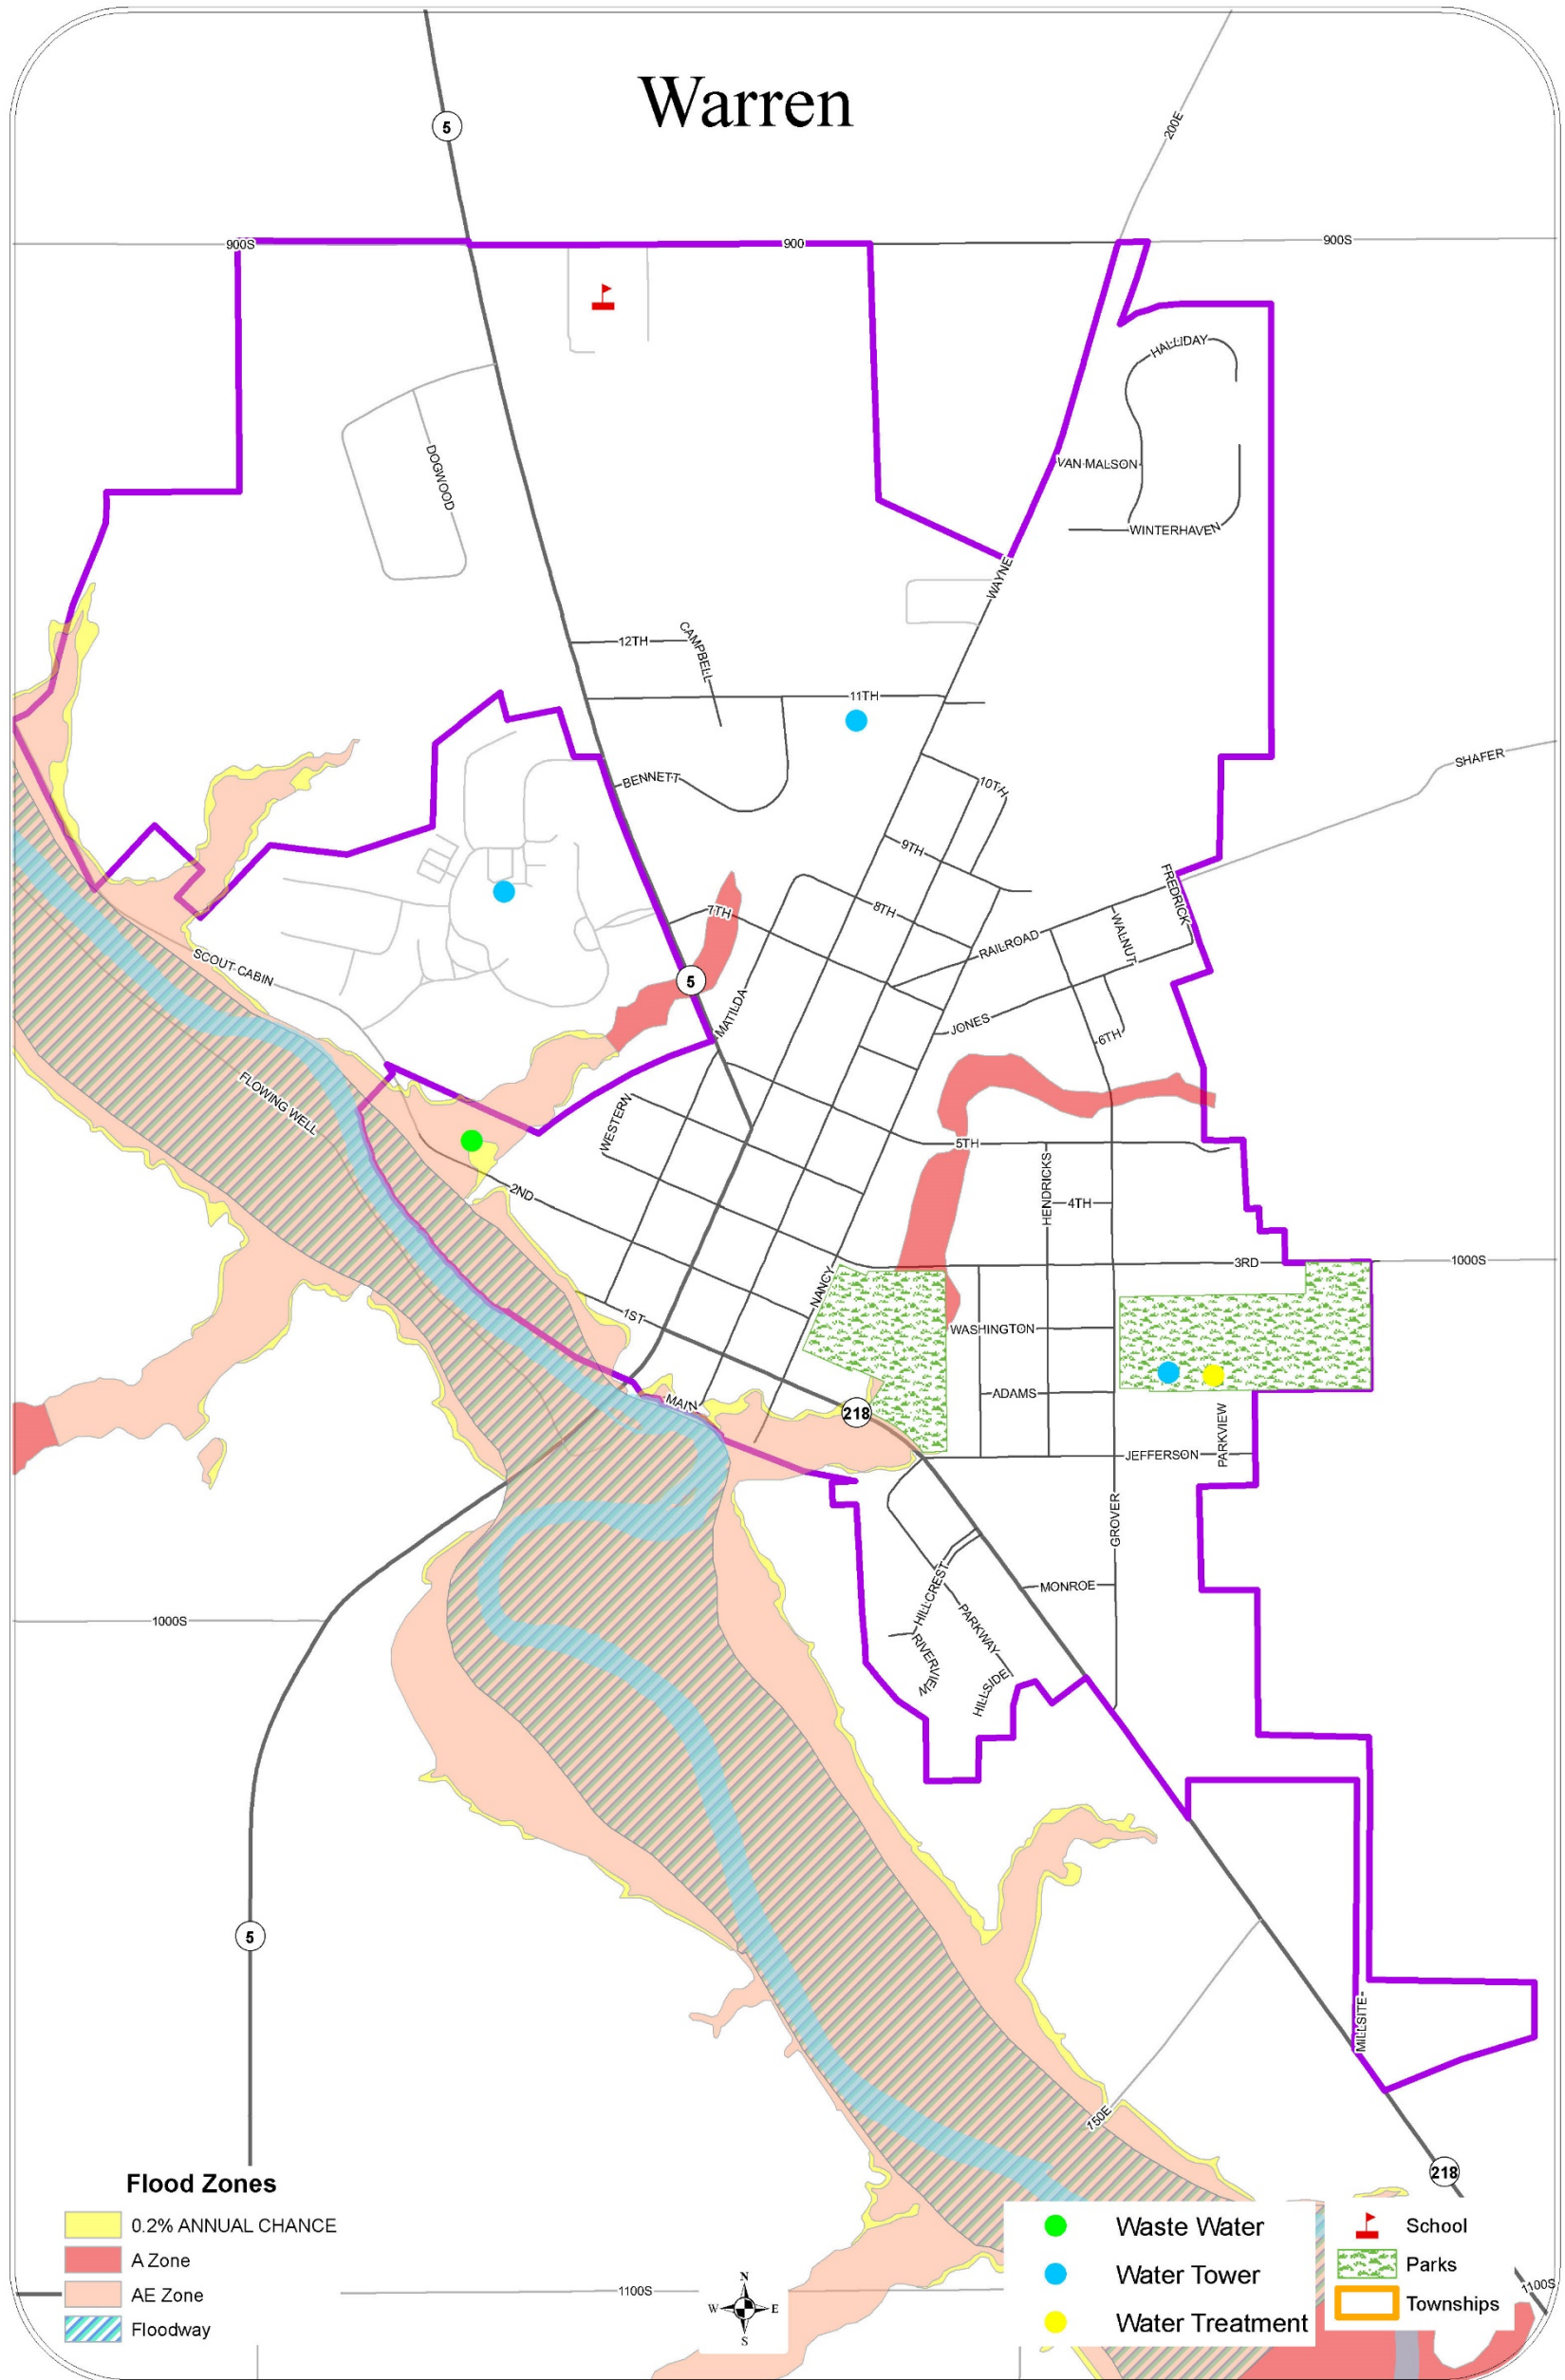 Warren
5
200E
900S
900
900S
HALLIDAY
DOGWOOD
VAN MALSON
WINTERHAVEN
WAYNE
12TH
CAMPBELL
11TH
BENNETT
10TH
SHAFER
9TH
FREDRICK
8TH
7TH
WALNUT
RAILROAD
SCOUT CABIN
5
MATILDA
JONES
6TH
FLOWING WELL
WESTERN
5TH
HENDRICKS
2ND
4TH
3RD
1000S
NANCY
1ST
WASHINGTON
ADAMS
MAIN
218
PARKVIEW
JEFFERSON
GROVER
HILLCREST
MONROE
1000S
PARKWAY
RIVERVIEW
HILLSIDE
5
MILLSITE
150E
218
Flood Zones
0.2% ANNUAL CHANCE
A Zone
AE Zone
Floodway
1100S
N
W
E
S
Waste Water
Water Tower
Water Treatment
School
Parks
Townships
1100S